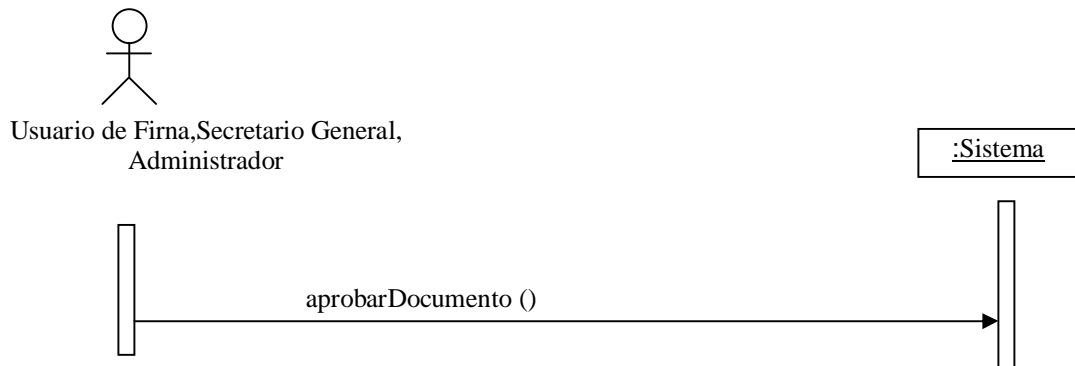 Usuario de Firna,Secretario General,
Administrador
:Sistema
aprobarDocumento ()